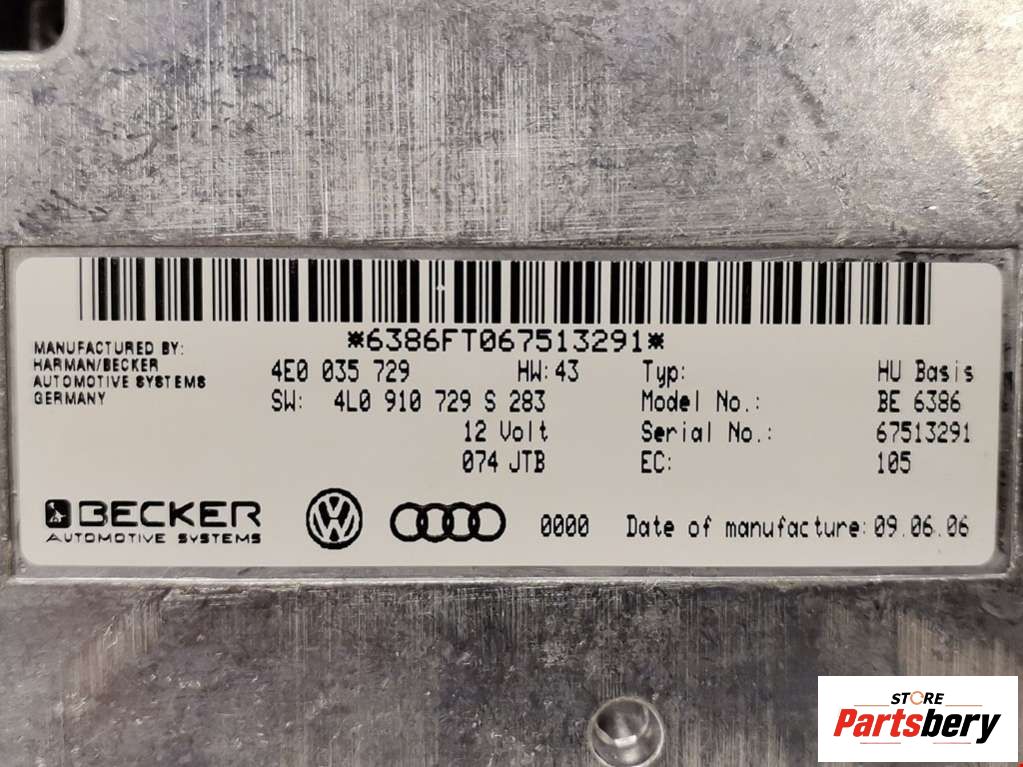 *6386FT067513291*
MANUFACTURED BY:
HARMAN/BECKER
AUTOMOTIVE SYSTEMS
GERMANY
4E0 035 729 HW: 43
SW: 4L0 910 729 S 283
12 Volt
074 JTB
Typ: HU Basis
Model No.: BE 6386
Serial No.: 67513291
EC: 105
BECKER
AUTOMOTIVE SYSTEMS
0000 Date of manufacture: 09.06.06
STORE
Partsbery